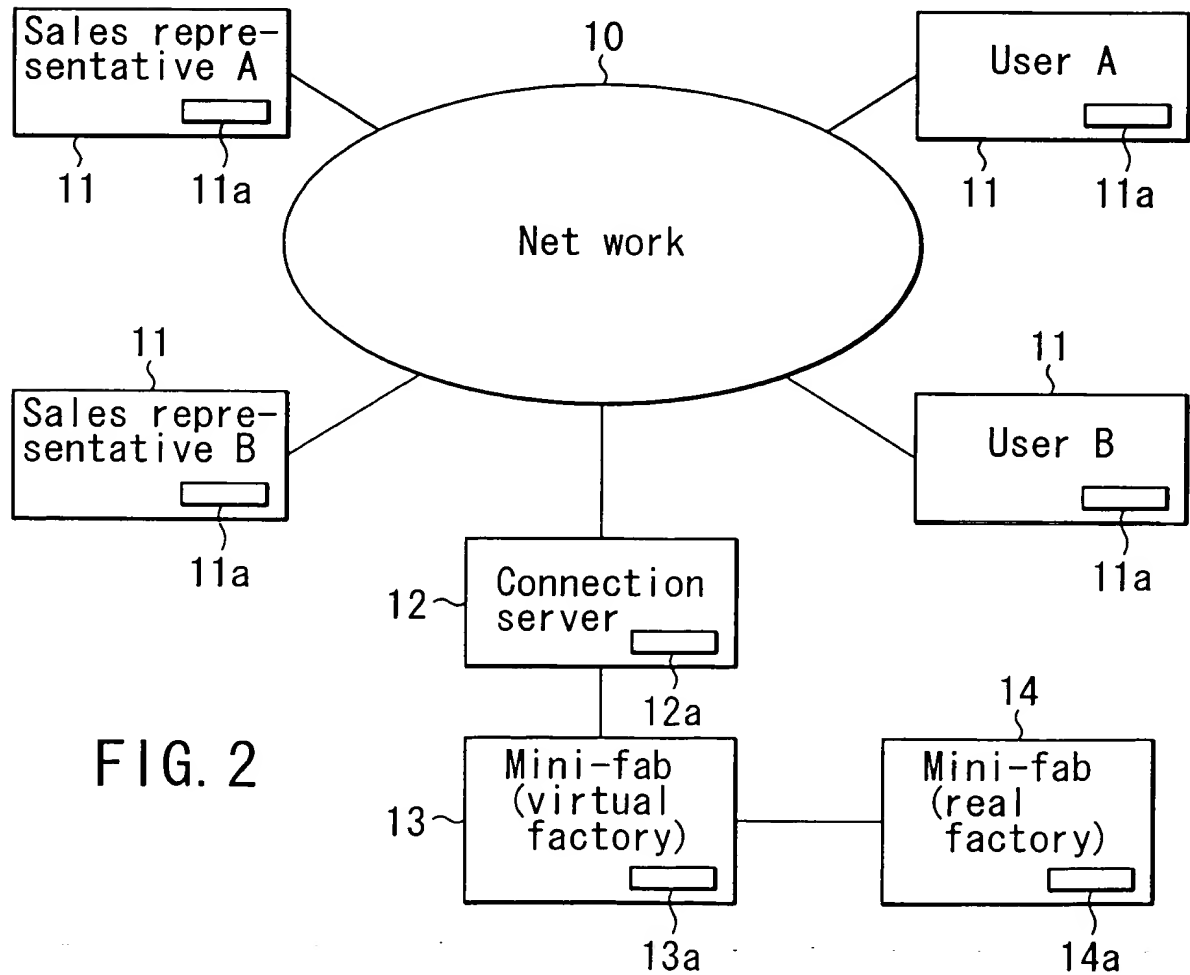 Sales repre-
sentative A
11
11a
10
User A
11
11a
Net work
11
Sales repre-
sentative B
11a
11
User B
11a
12
Connection
server
12a
FIG. 2
13
Mini-fab
(virtual
factory)
13a
14
Mini-fab
(real
factory)
14a